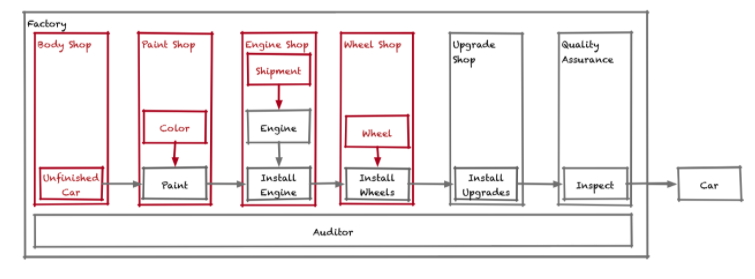 Factory
Body Shop
Paint Shop
Engine Shop
Wheel Shop
Upgrade
Shop
Quality
Assurance
Shipment
Color
Engine
Wheel
Unfinished
Car
Paint
Install
Engine
Install
Wheels
Install
Upgrades
Inspect
Car
Auditor